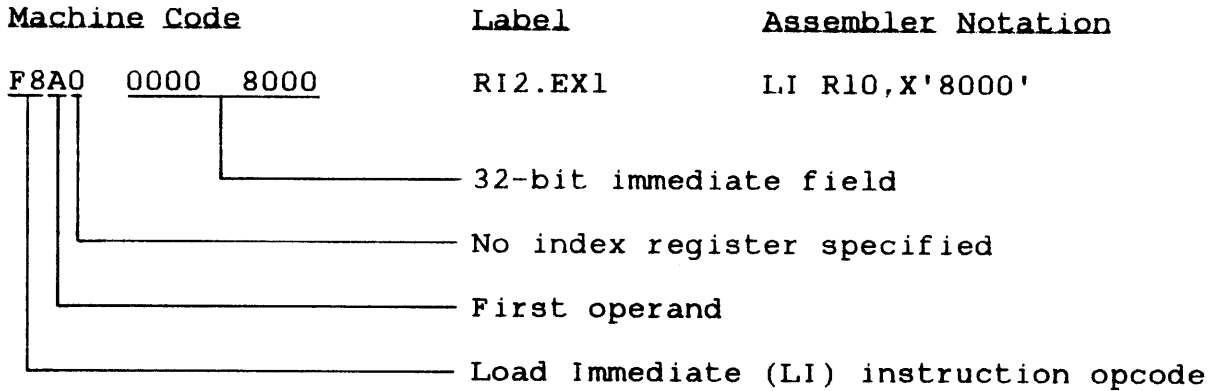 Machine Code Label Assembler Notation
F8A0 0000 8000 RI2.EX1 LI R10,X'8000'
32-bit immediate field
No index register specified
First operand
Load Immediate (LI) instruction opcode